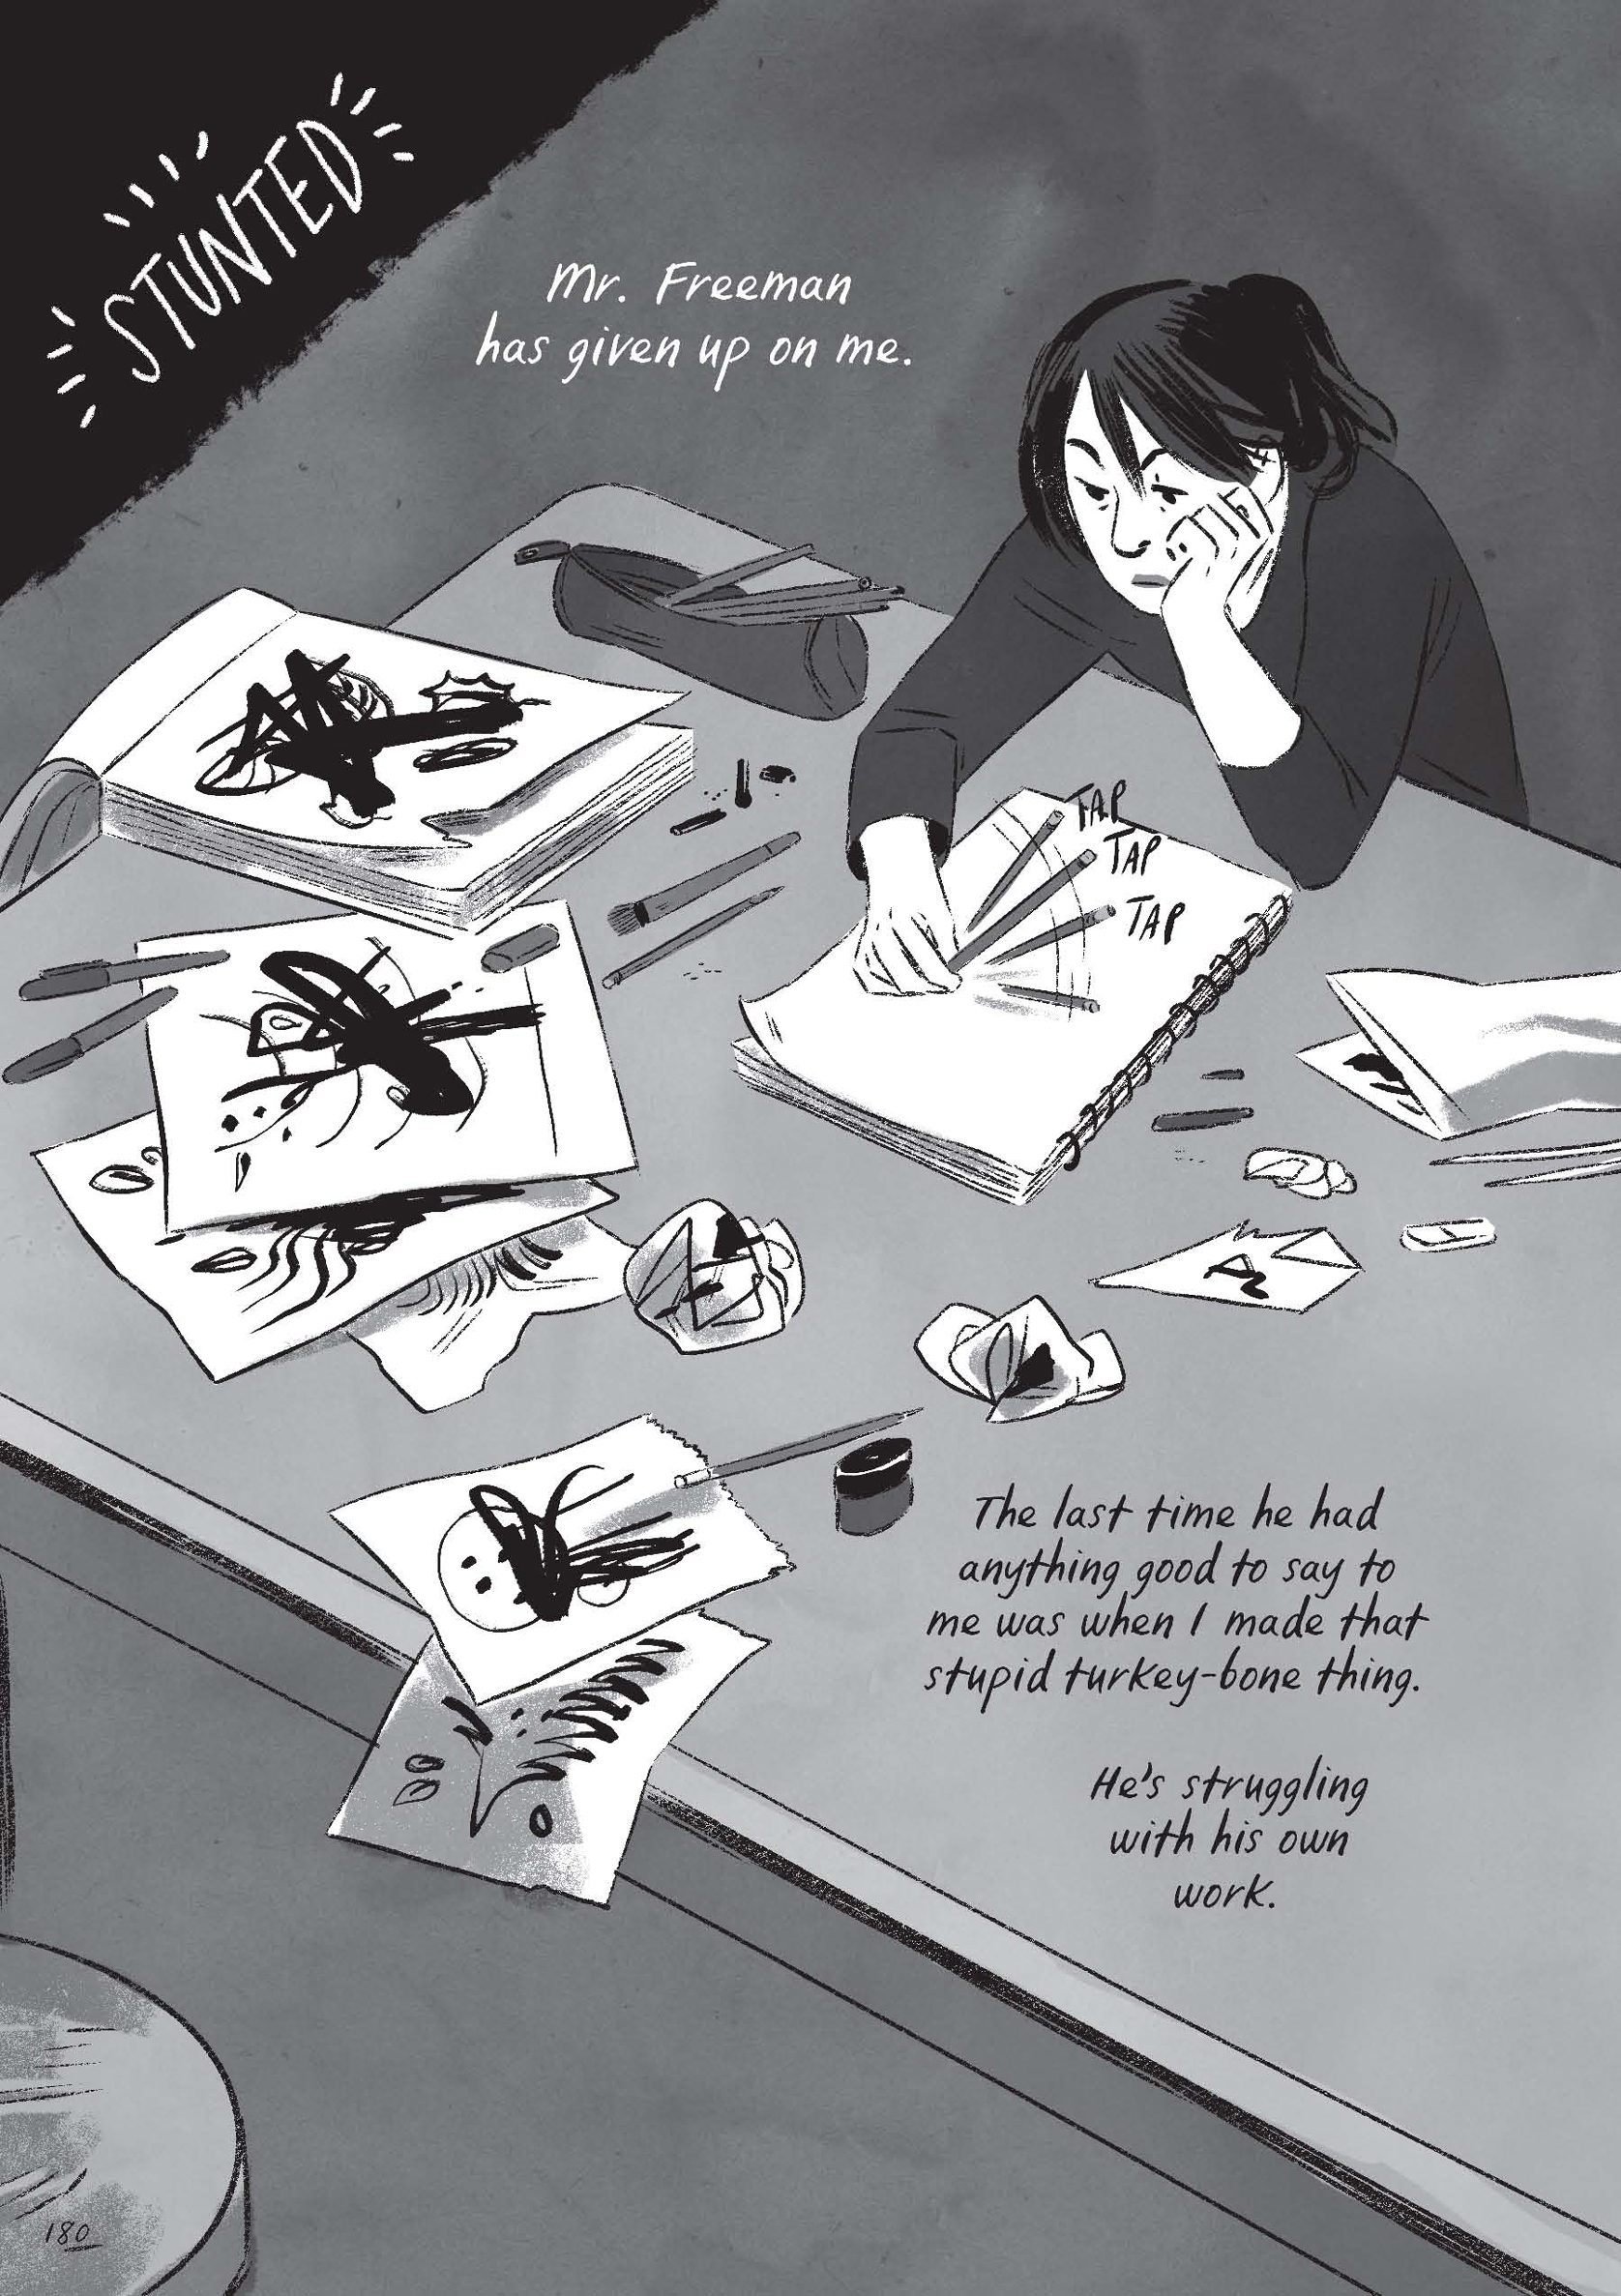 STUNTED
Mr. Freeman
has given up on me.
TAP
TAP
TAP
The last time he had
anything good to say to
me was when I made that
stupid turkey-bone thing.
He's struggling
with his own
work.
180